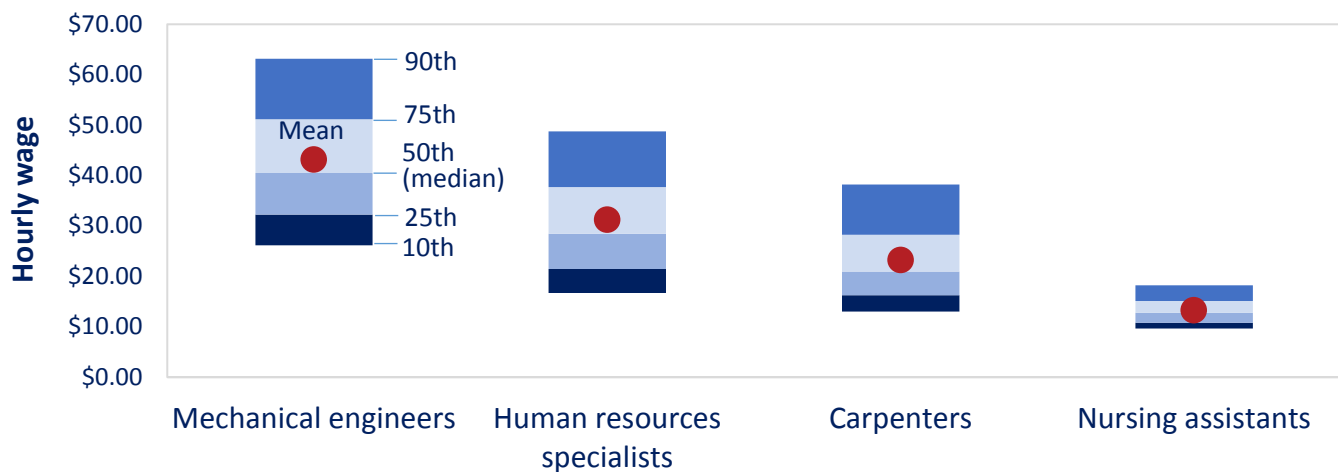 $70.00
$60.00
$50.00
$40.00
$30.00
$20.00
$10.00
$0.00
Hourly wage
90th
75th
Mean
50th
(median)
25th
10th
Mechanical engineers
Human resources
specialists
Carpenters
Nursing assistants